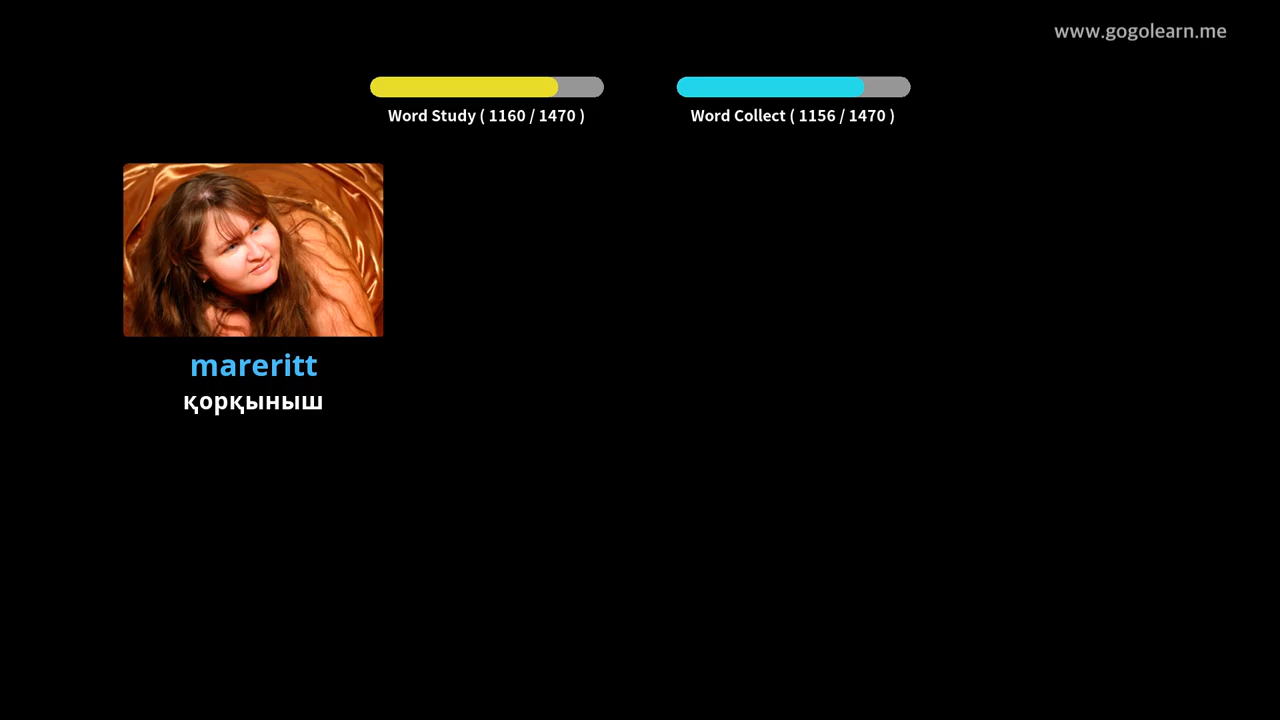 www.gogolearn.me
Word Study ( 1160 / 1470 )
Word Collect ( 1156 / 1470 )
mareritt
қорқыныш